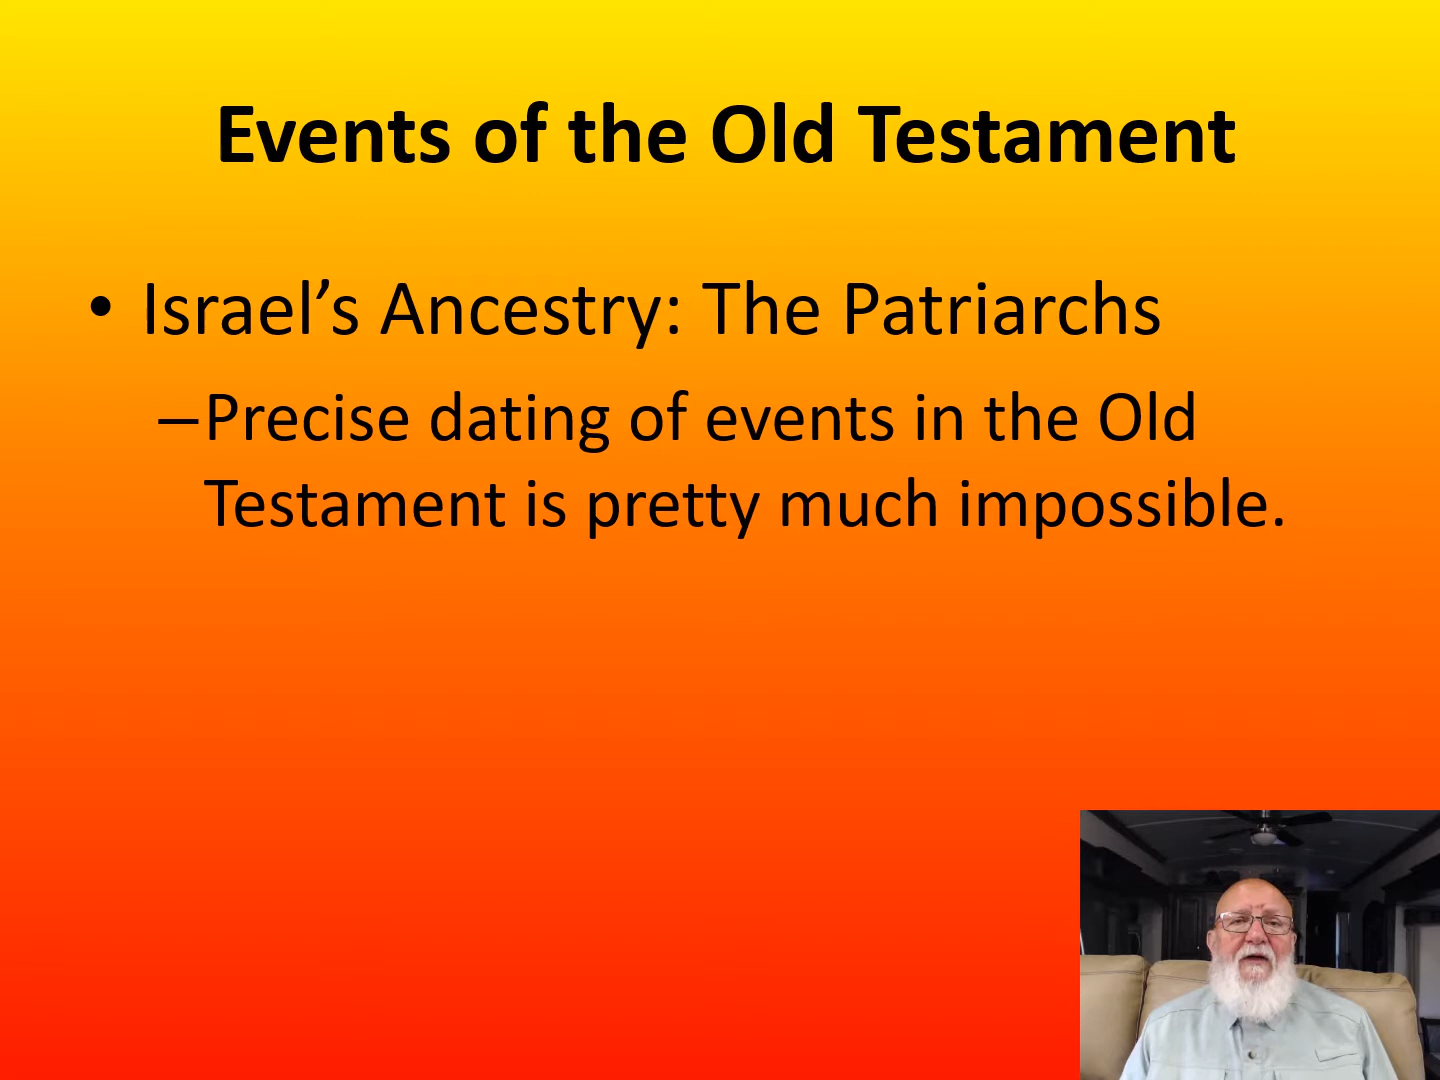 Events of the Old Testament
• Israel’s Ancestry: The Patriarchs
–Precise dating of events in the Old
Testament is pretty much impossible.